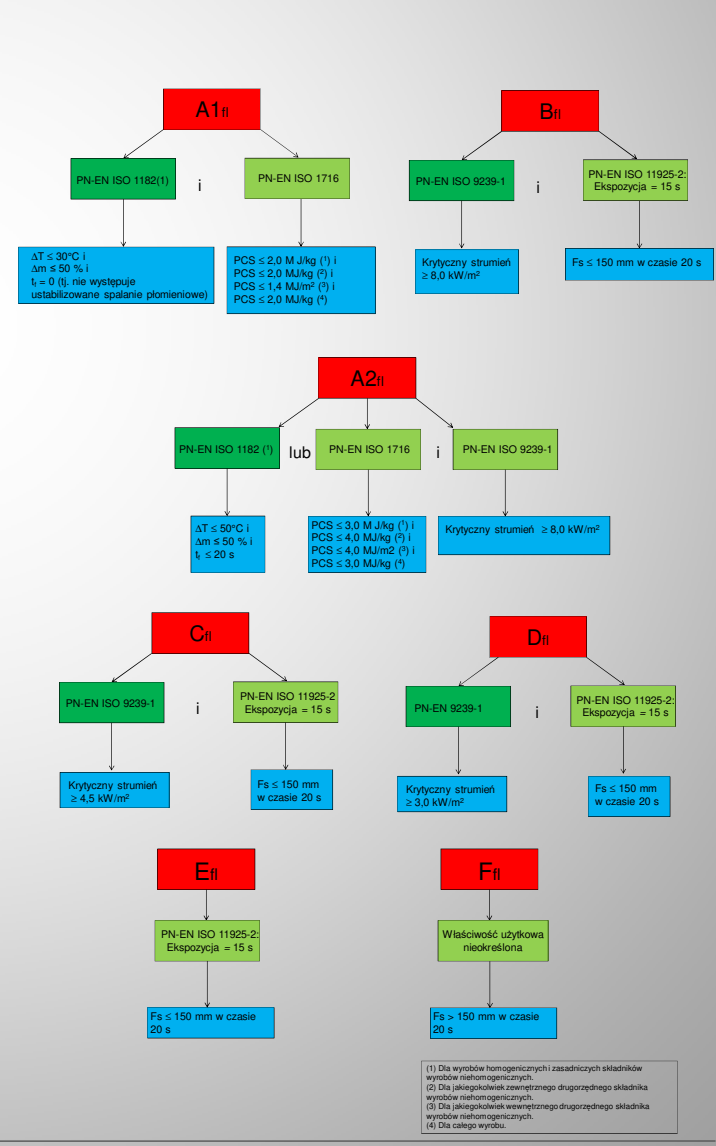 A1fl
PN-EN ISO 1182(1)
i
PN-EN ISO 1716
ΔT ≤ 30°C i
Δm ≤ 50 % i
tf = 0 (tj. nie występuje
ustabilizowane spalanie płomieniowe)
PCS ≤ 2,0 M J/kg (¹) i
PCS ≤ 2,0 MJ/kg (²) i
PCS ≤ 1,4 MJ/m² (³) i
PCS ≤ 2,0 MJ/kg (⁴)
Bfl
PN-EN ISO 9239-1
i
PN-EN ISO 11925-2:
Ekspozycja = 15 s
Krytyczny strumień
≥ 8,0 kW/m²
Fs ≤ 150 mm w czasie 20 s
A2fl
PN-EN ISO 1182 (¹)
lub
PN-EN ISO 1716
i
PN-EN ISO 9239-1
ΔT ≤ 50°C i
Δm ≤ 50 % i
tf ≤ 20 s
PCS ≤ 3,0 M J/kg (¹) i
PCS ≤ 4,0 MJ/kg (²) i
PCS ≤ 4,0 MJ/m2 (³) i
PCS ≤ 3,0 MJ/kg (⁴)
Krytyczny strumień ≥ 8,0 kW/m²
Cfl
PN-EN ISO 9239-1
i
PN-EN ISO 11925-2
Ekspozycja = 15 s
Krytyczny strumień
≥ 4,5 kW/m²
Fs ≤ 150 mm
w czasie 20 s
Dfl
PN-EN 9239-1
i
PN-EN ISO 11925-2:
Ekspozycja = 15 s
Krytyczny strumień
≥ 3,0 kW/m²
Fs ≤ 150 mm
w czasie 20 s
Efl
PN-EN ISO 11925-2:
Ekspozycja = 15 s
Fs ≤ 150 mm w czasie
20 s
Ffl
Właściwość użytkowa
nieokreślona
Fs > 150 mm w czasie
20 s
(1) Dla wyrobów homogenicznych i zasadniczych składników
wyrobów niehomogenicznych.
(2) Dla jakiegokolwiek zewnętrznego drugorzędnego składnika
wyrobów niehomogenicznych.
(3) Dla jakiegokolwiek wewnętrznego drugorzędnego składnika
wyrobów niehomogenicznych.
(4) Dla całego wyrobu.